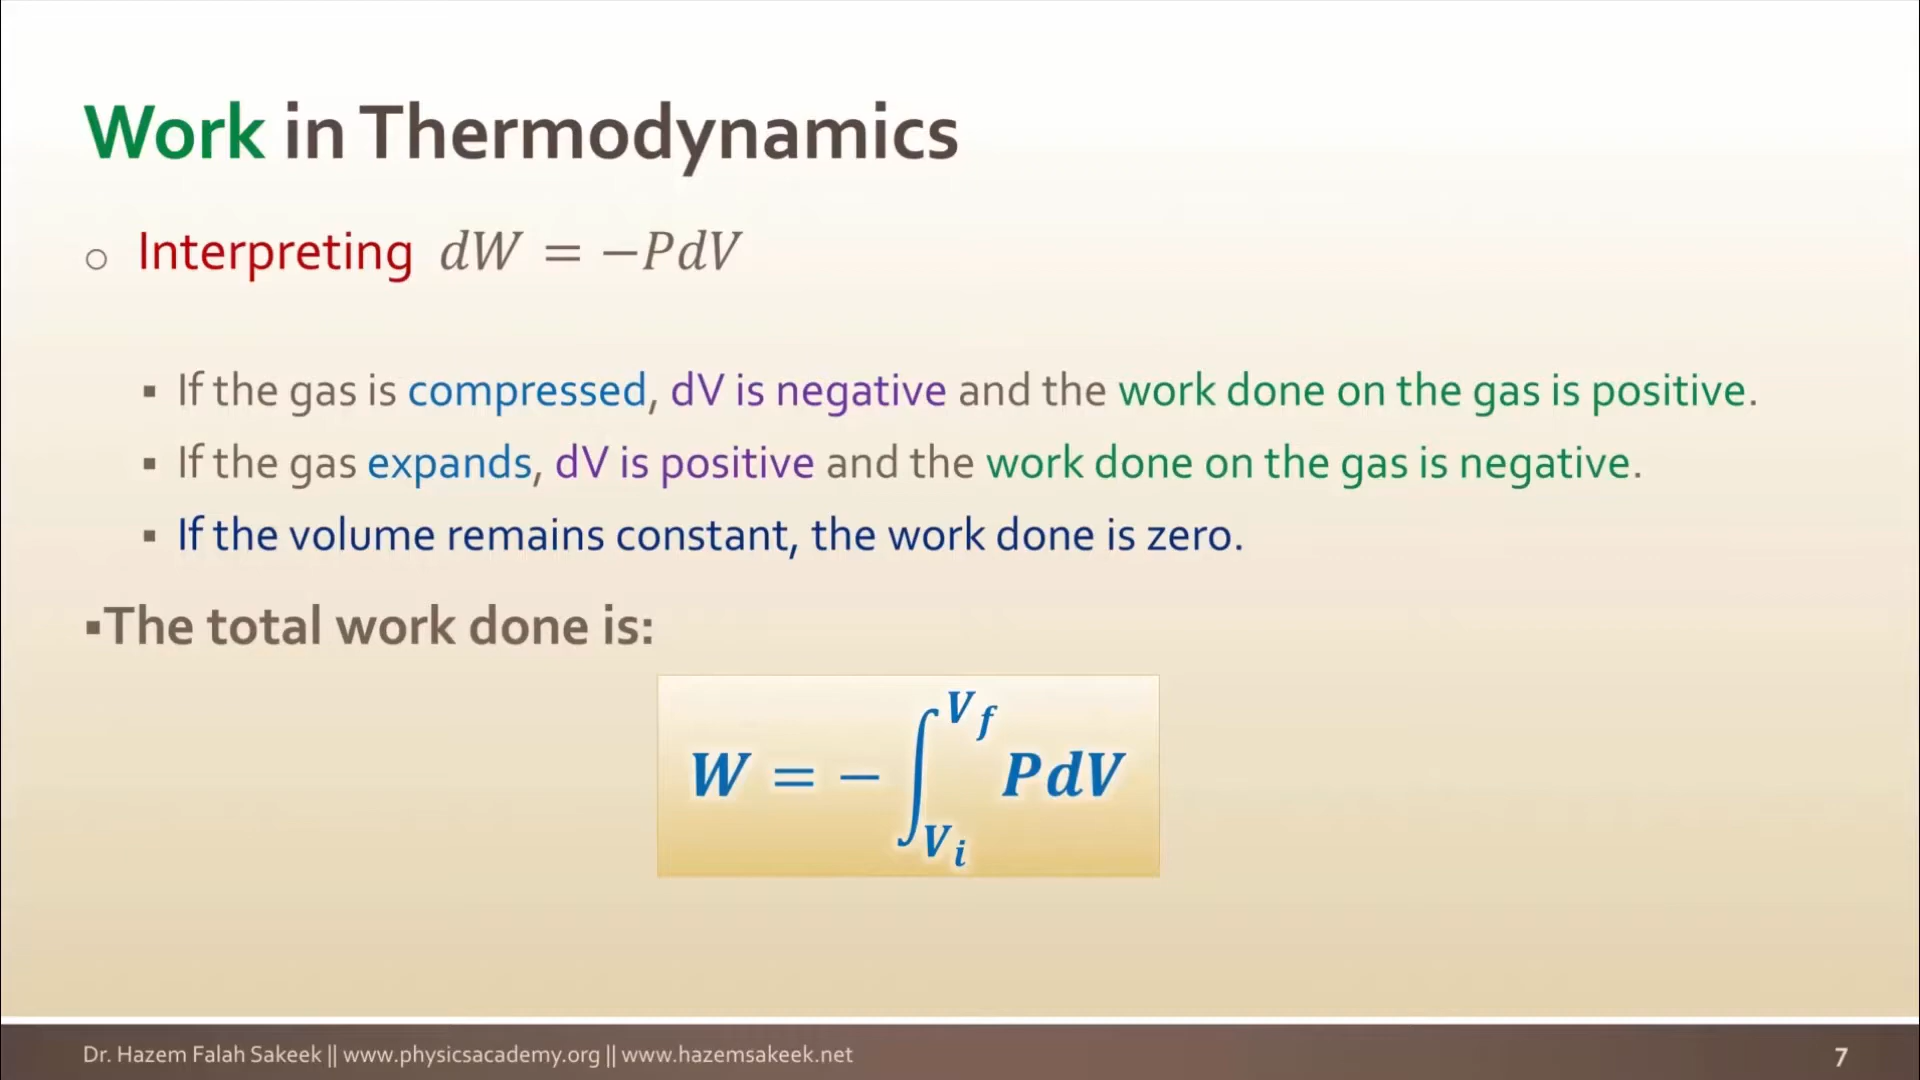 Work in Thermodynamics
○ Interpreting dW = −PdV
▪ If the gas is compressed, dV is negative and the work done on the gas is positive.
▪ If the gas expands, dV is positive and the work done on the gas is negative.
▪ If the volume remains constant, the work done is zero.
▪The total work done is:
W = − ∫_{V_i}^{V_f} PdV
Dr. Hazem Falah Sakeek || www.physicsacademy.org || www.hazemsakeek.net
7